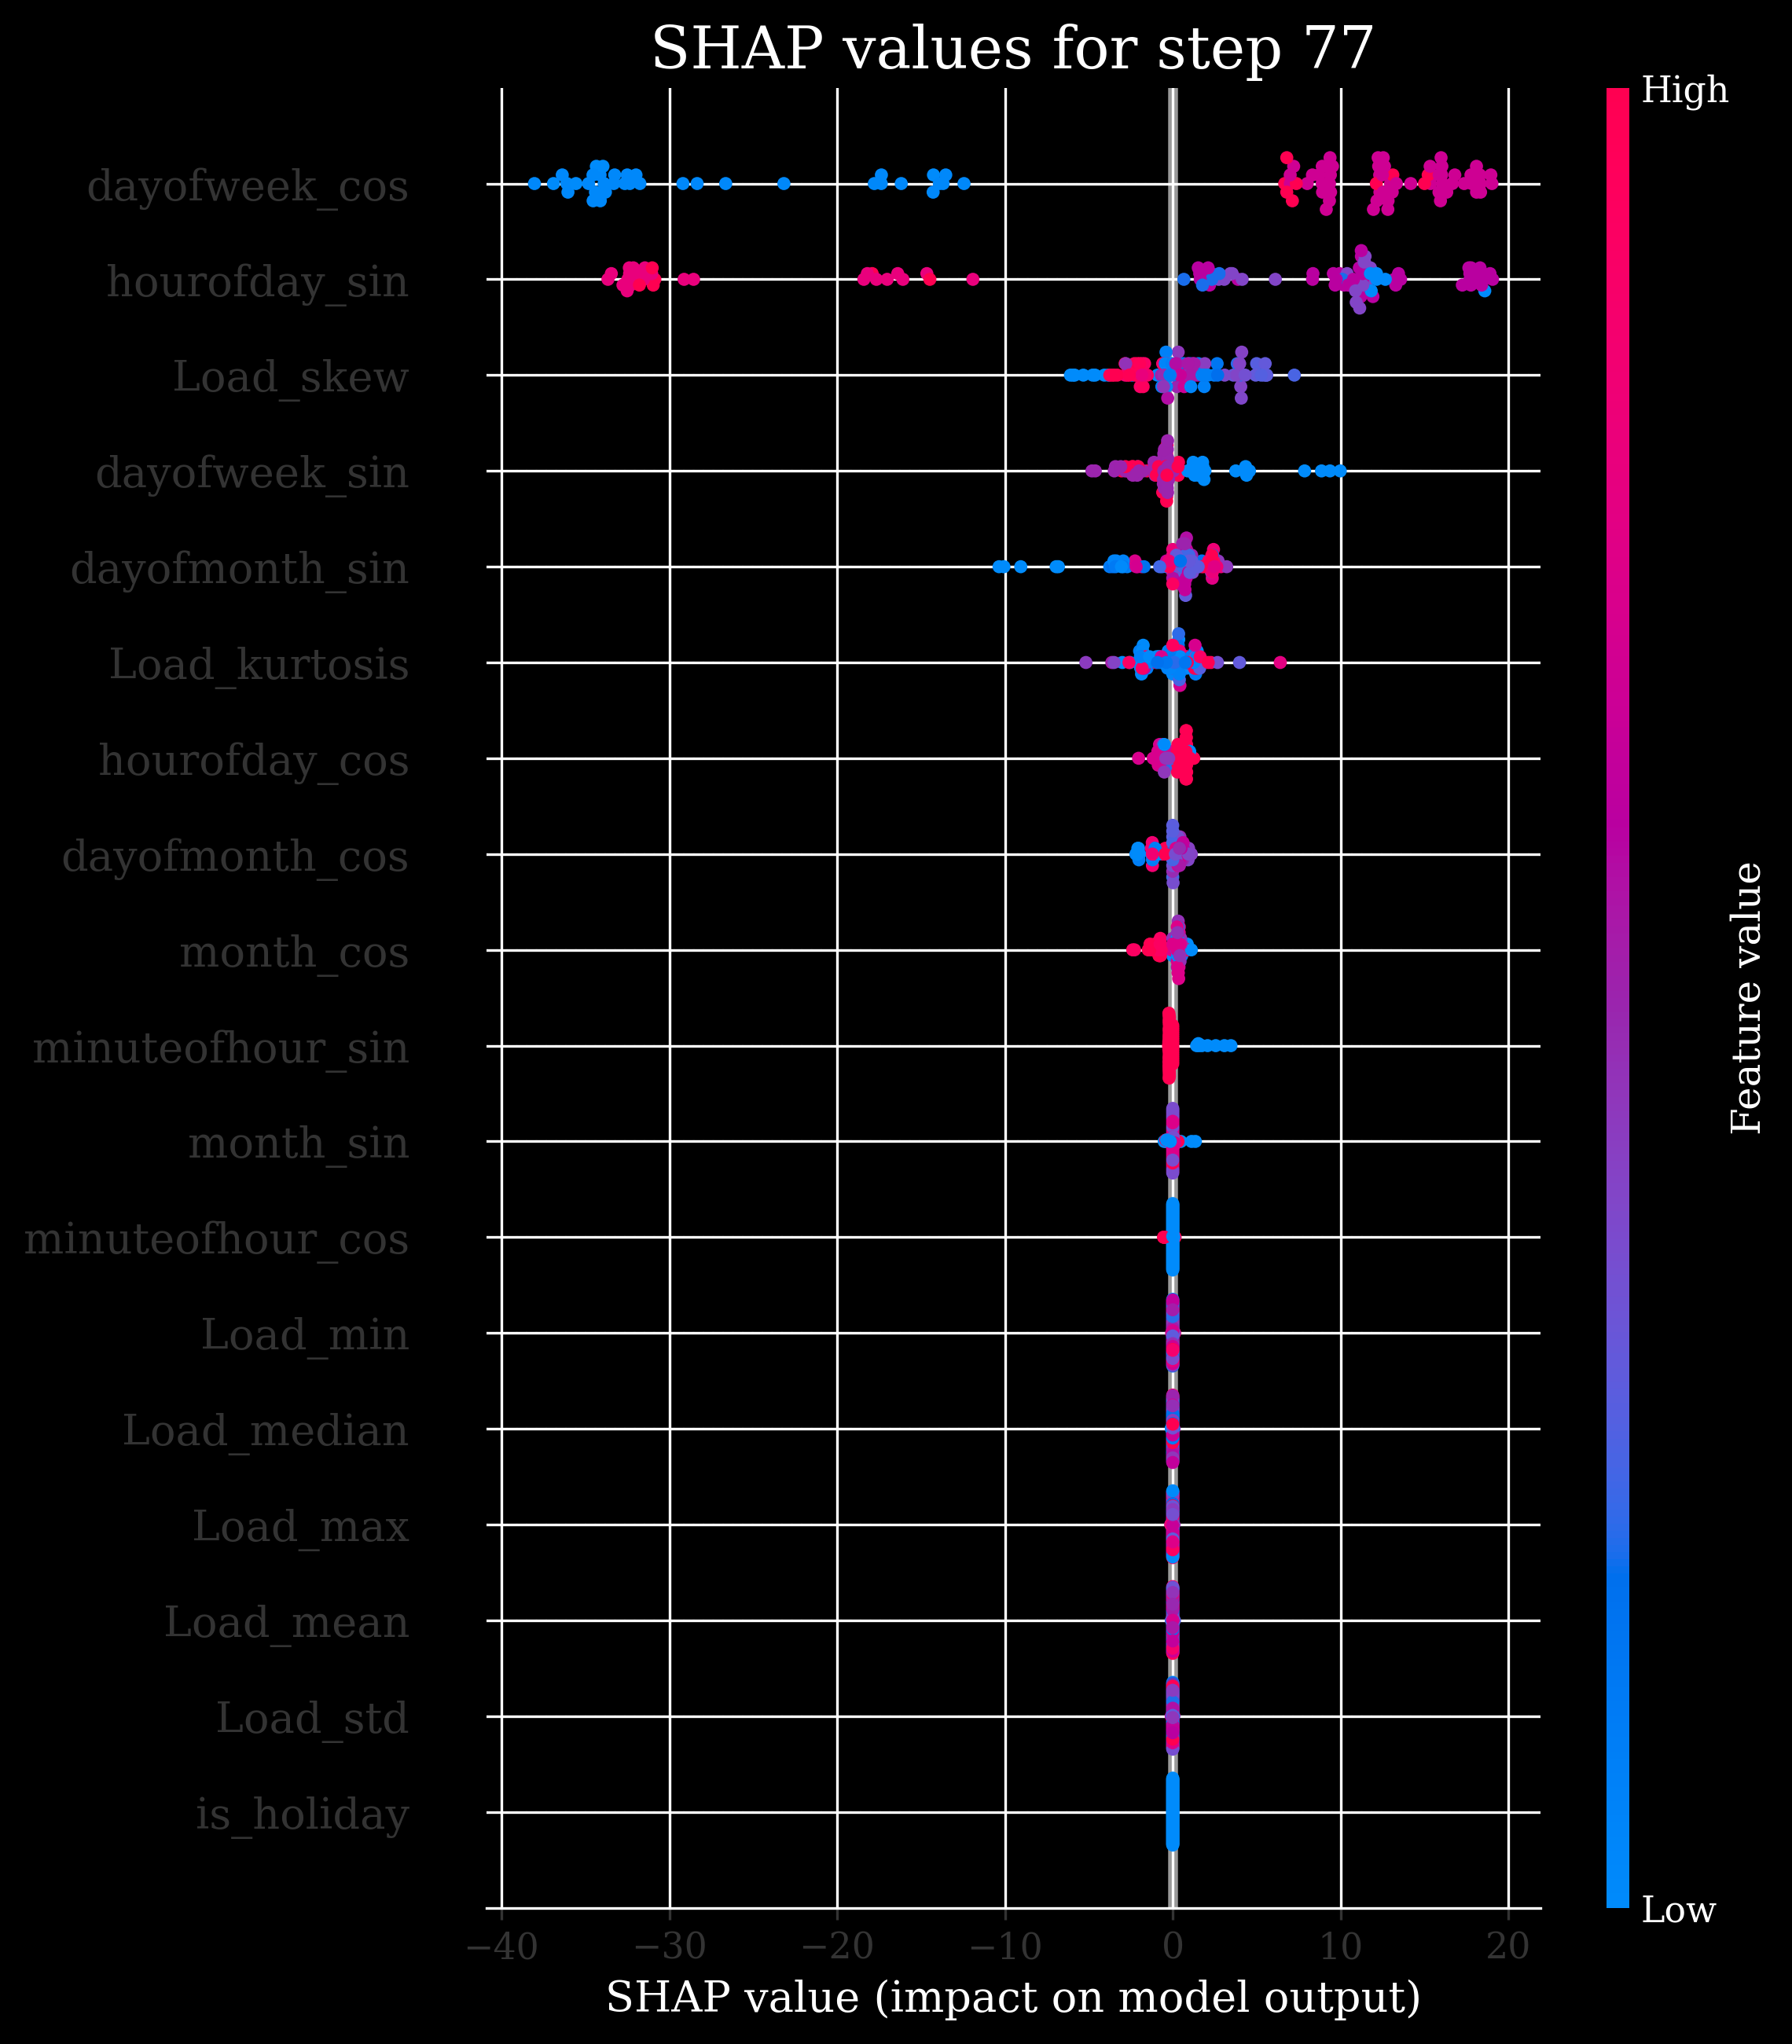 SHAP values for step 77
High
dayofweek_cos
hourofday_sin
Load_skew
dayofweek_sin
dayofmonth_sin
Load_kurtosis
hourofday_cos
dayofmonth_cos
month_cos
minuteofhour_sin
month_sin
minuteofhour_cos
Load_min
Load_median
Load_max
Load_mean
Load_std
is_holiday
Feature value
Low
−40 −30 −20 −10 0 10 20
SHAP value (impact on model output)